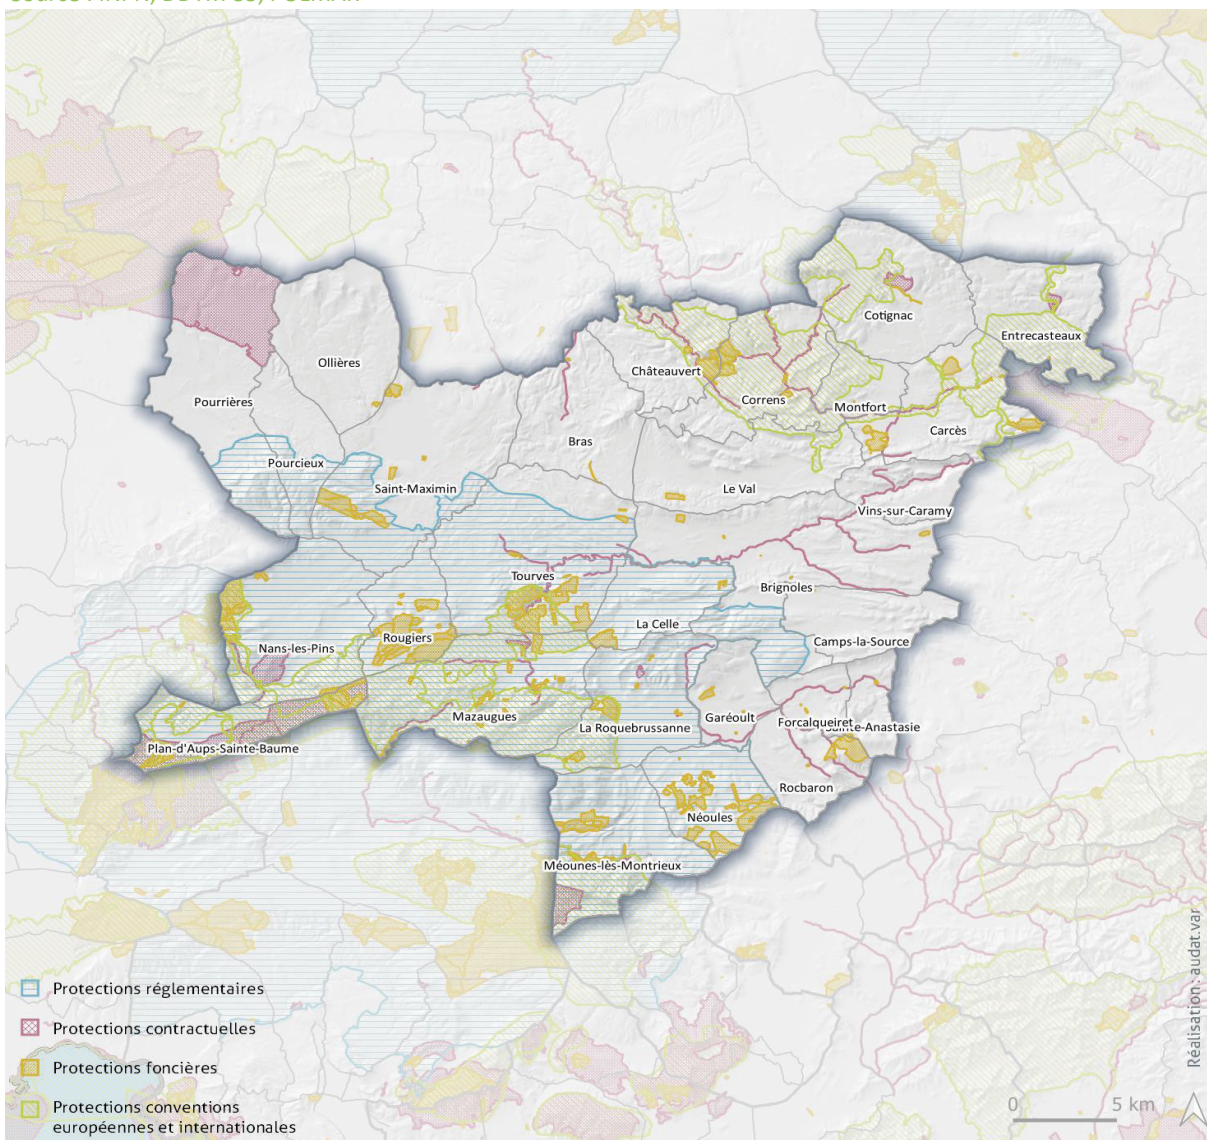 Cotignac
Entrecasteaux
Ollières
Châteauvert
Pourrières
Correns
Montfort
Carcès
Bras
Pourcieux
Saint-Maximin
Le Val
Vins-sur-Caramy
Tourves
Brignoles
La Celle
Rougiers
Camps-la-Source
Nans-les-Pins
Mazaugues
Garéoult
Forcalqueiret
La Roquebrussanne
Sainte-Anastasie
Plan-d'Aups-Sainte-Baume
Rocbaron
Néoules
Méounes-lès-Montrieux
Protections réglementaires
Protections contractuelles
Protections foncières
Protections conventions
européennes et internationales
0 5 km
Réalisation : audat.var